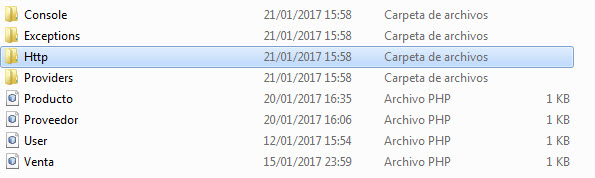 Console 21/01/2017 15:58 Carpeta de archivos
Exceptions 21/01/2017 15:58 Carpeta de archivos
Http 21/01/2017 15:58 Carpeta de archivos
Providers 21/01/2017 15:58 Carpeta de archivos
Producto 20/01/2017 16:35 Archivo PHP 1 KB
Proveedor 20/01/2017 16:06 Archivo PHP 1 KB
User 12/01/2017 15:54 Archivo PHP 1 KB
Venta 15/01/2017 23:59 Archivo PHP 1 KB